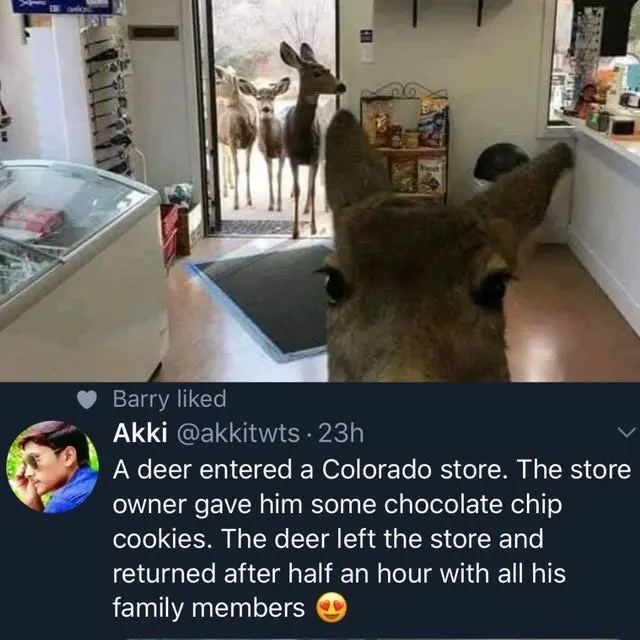 Barry liked
Akki @akkitwts · 23h
A deer entered a Colorado store. The store
owner gave him some chocolate chip
cookies. The deer left the store and
returned after half an hour with all his
family members 😍